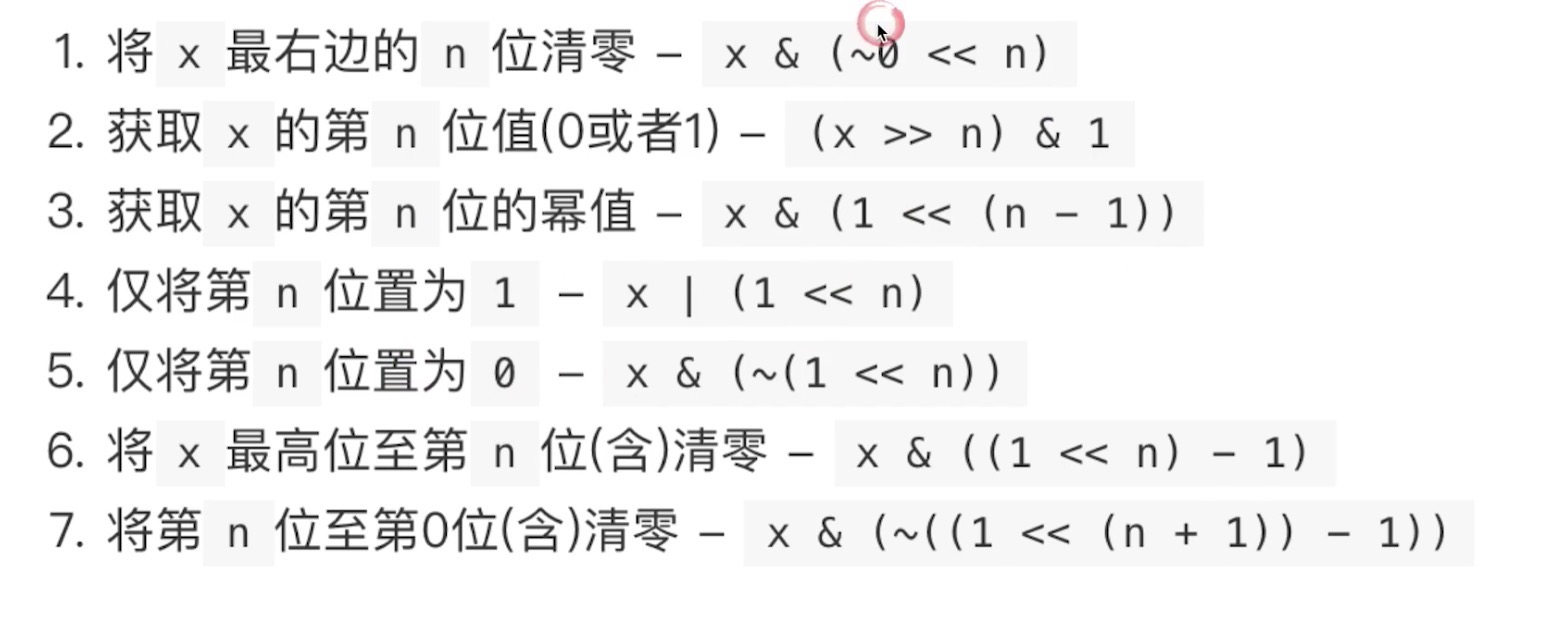 1. 将 x 最右边的 n 位清零 – x & (~0 << n)
2. 获取 x 的第 n 位值(0或者1) – (x >> n) & 1
3. 获取 x 的第 n 位的幂值 – x & (1 << (n - 1))
4. 仅将第 n 位置为 1 – x | (1 << n)
5. 仅将第 n 位置为 0 – x & (~(1 << n))
6. 将 x 最高位至第 n 位(含)清零 – x & ((1 << n) - 1)
7. 将第 n 位至第0位(含)清零 – x & (~((1 << (n + 1)) - 1))